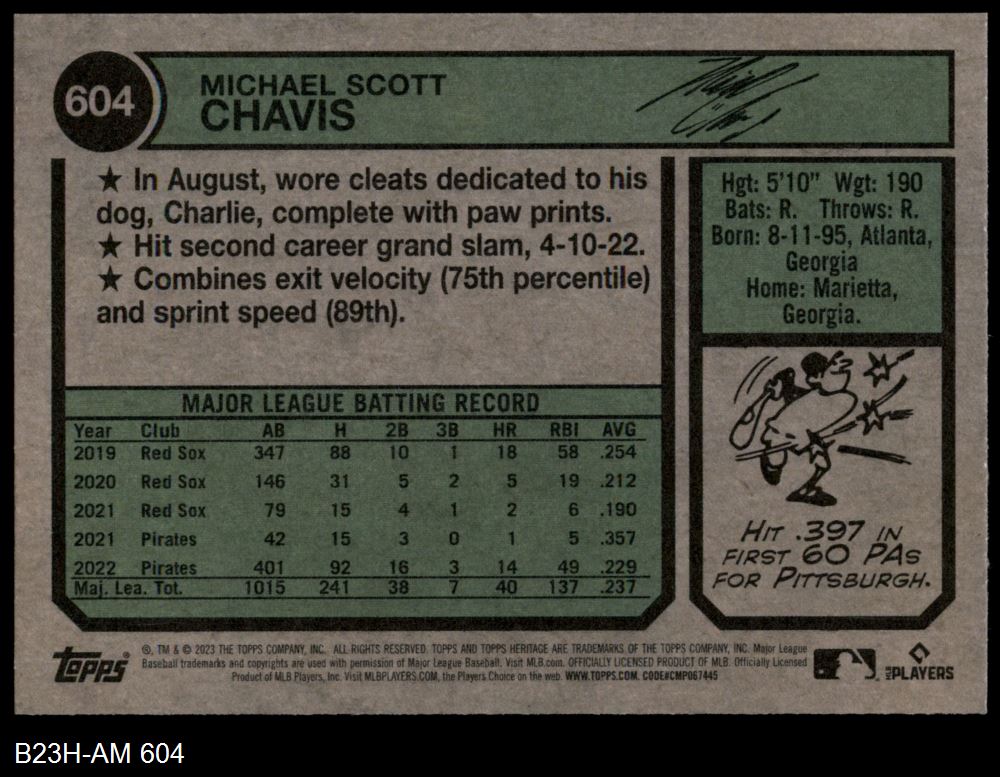 604
MICHAEL SCOTT
CHAVIS
★ In August, wore cleats dedicated to his
dog, Charlie, complete with paw prints.
★ Hit second career grand slam, 4-10-22.
★ Combines exit velocity (75th percentile)
and sprint speed (89th).
Hgt: 5'10" Wgt: 190
Bats: R. Throws: R.
Born: 8-11-95, Atlanta,
Georgia
Home: Marietta,
Georgia.
MAJOR LEAGUE BATTING RECORD
Year Club AB H 2B 3B HR RBI AVG
2019 Red Sox 347 88 10 1 18 58 .254
2020 Red Sox 146 31 5 2 5 19 .212
2021 Red Sox 79 15 4 1 2 6 .190
2021 Pirates 42 15 3 0 1 5 .357
2022 Pirates 401 92 16 3 14 49 .229
Maj. Lea. Tot. 1015 241 38 7 40 137 .237
HIT .397 IN
FIRST 60 PAS
FOR PITTSBURGH.
Topps®
®, TM & © 2023 THE TOPPS COMPANY, INC. ALL RIGHTS RESERVED. TOPPS AND TOPPS HERITAGE ARE TRADEMARKS OF THE TOPPS COMPANY, INC. Major League
Baseball trademarks and copyrights are used with permission of Major League Baseball. Visit MLB.com. OFFICIALLY LICENSED PRODUCT OF MLB. Officially Licensed
Product of MLB Players, Inc. Visit MLBPLAYERS.COM, the Players Choice on the web. WWW.TOPPS.COM. CODE#CMP067445
MLB PLAYERS
B23H-AM 604